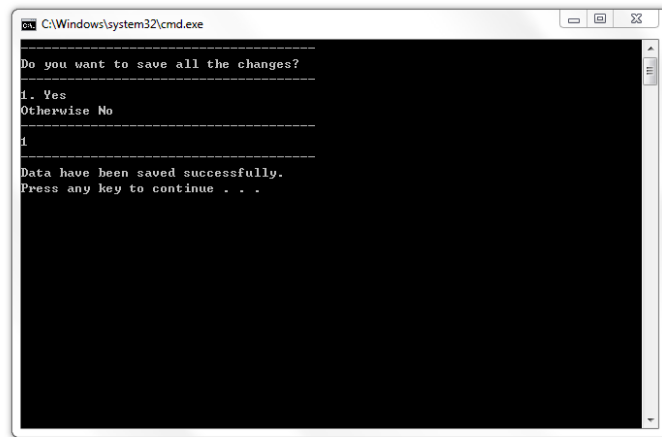 C:\Windows\system32\cmd.exe
--------------------------------------
Do you want to save all the changes?
--------------------------------------
1. Yes
Otherwise No
--------------------------------------
1
--------------------------------------
Data have been saved successfully.
Press any key to continue . . .